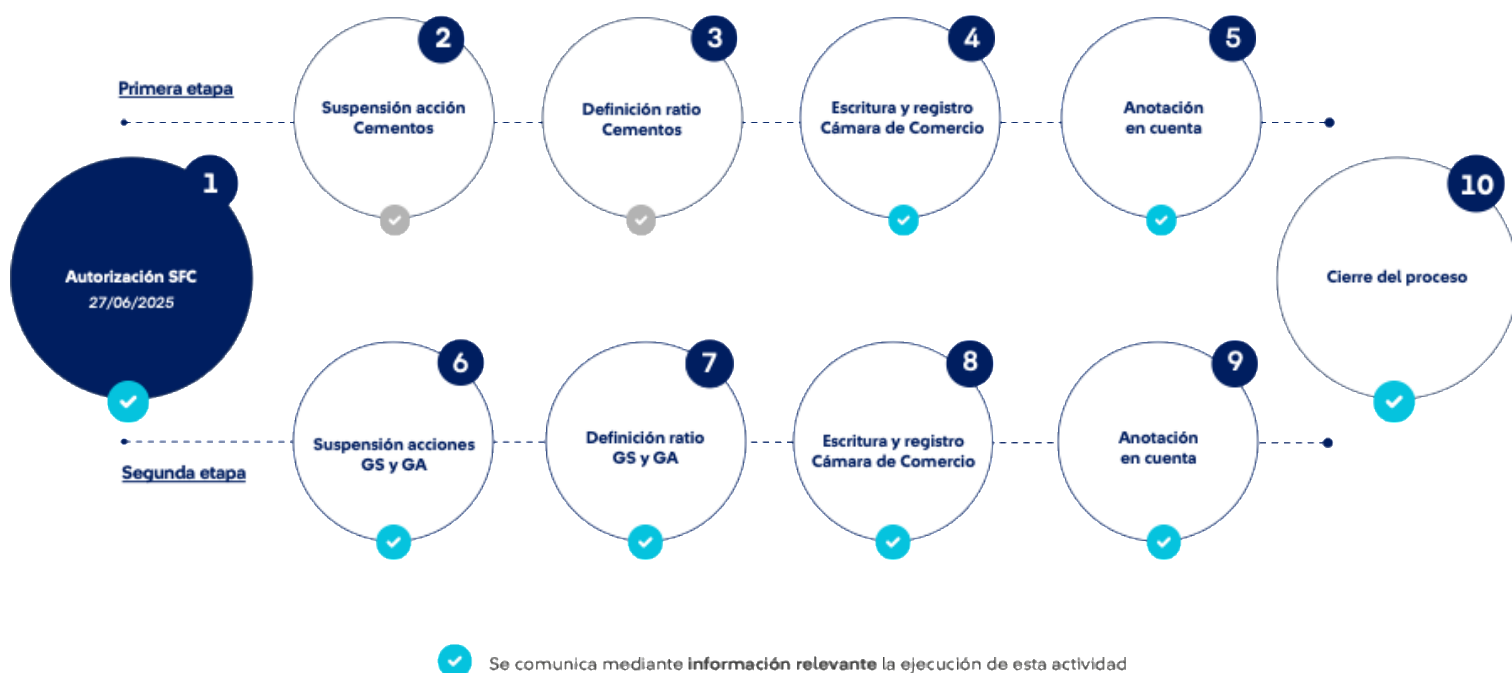 Primera etapa
2
Suspensión acción
Cementos
3
Definición ratio
Cementos
4
Escritura y registro
Cámara de Comercio
5
Anotación
en cuenta
1
Autorización SFC
27/06/2025
10
Cierre del proceso
Segunda etapa
6
Suspensión acciones
GS y GA
7
Definición ratio
GS y GA
8
Escritura y registro
Cámara de Comercio
9
Anotación
en cuenta
Se comunica mediante información relevante la ejecución de esta actividad